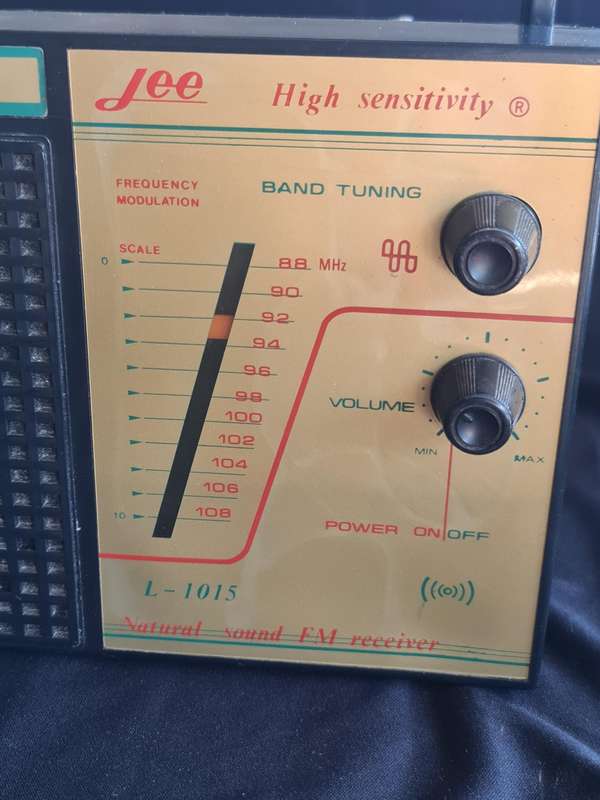 Jee
High sensitivity ®
FREQUENCY
MODULATION
BAND TUNING
SCALE
0
88 MHz
90
92
94
96
98
100
102
104
106
10 108
VOLUME
MIN MAX
POWER ON OFF
L-1015
Natural sound FM receiver